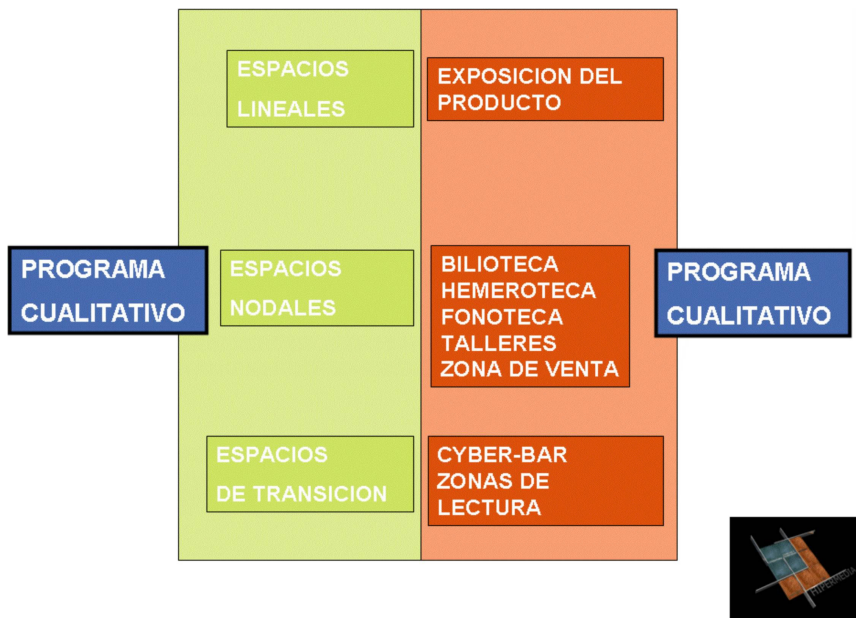 ESPACIOS
LINEALES
EXPOSICION DEL
PRODUCTO
PROGRAMA
CUALITATIVO
ESPACIOS
NODALES
BILIOTECA
HEMEROTECA
FONOTECA
TALLERES
ZONA DE VENTA
PROGRAMA
CUALITATIVO
ESPACIOS
DE TRANSICION
CYBER-BAR
ZONAS DE
LECTURA
HIPERMEDIA